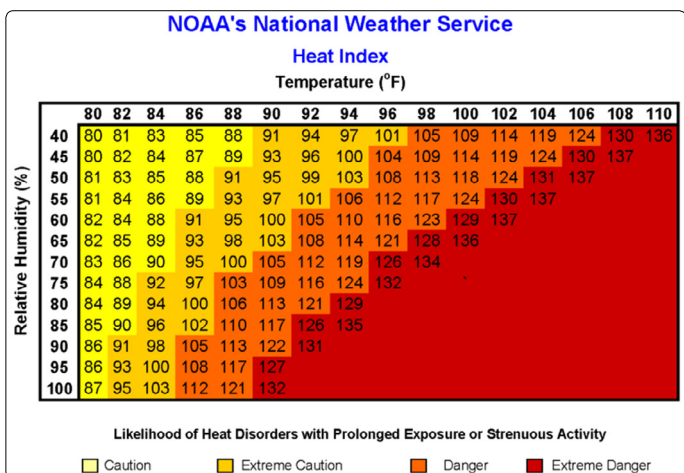 NOAA's National Weather Service
Heat Index
Temperature (°F)
80 82 84 86 88 90 92 94 96 98 100 102 104 106 108 110
Relative Humidity (%)
40 80 81 83 85 88 91 94 97 101 105 109 114 119 124 130 136
45 80 82 84 87 89 93 96 100 104 109 114 119 124 130 137
50 81 83 85 88 91 95 99 103 108 113 118 124 131 137
55 81 84 86 89 93 97 101 106 112 117 124 130 137
60 82 84 88 91 95 100 105 110 116 123 129 137
65 82 85 89 93 98 103 108 114 121 128 136
70 83 86 90 95 100 105 112 119 126 134
75 84 88 92 97 103 109 116 124 132
80 84 89 94 100 106 113 121 129
85 85 90 96 102 110 117 126 135
90 86 91 98 105 113 122 131
95 86 93 100 108 117 127
100 87 95 103 112 121 132
Likelihood of Heat Disorders with Prolonged Exposure or Strenuous Activity
Caution Extreme Caution Danger Extreme Danger